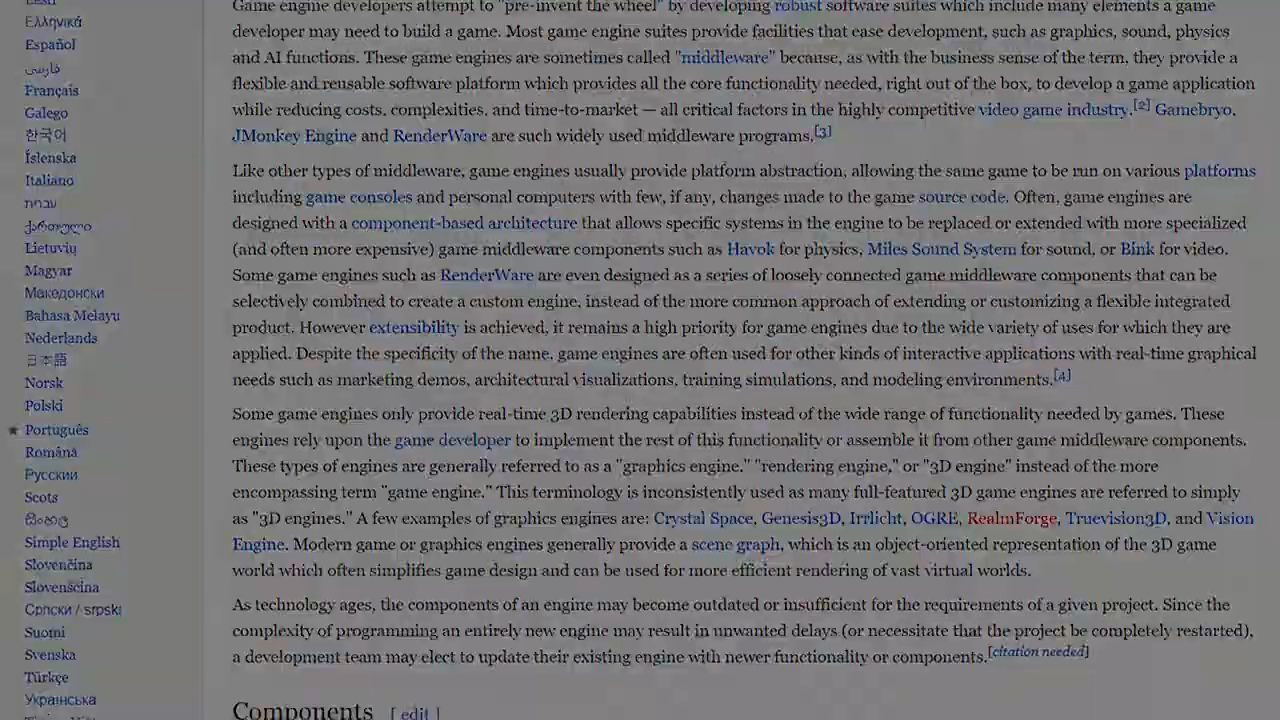 Ελληνικά
Español
فارسی
Français
Galego
한국어
Íslenska
Italiano
עברית
ქართული
Lietuvių
Magyar
Македонски
Bahasa Melayu
Nederlands
日本語
Norsk
Polski
Português
Română
Русский
Scots
සිංහල
Simple English
Slovenčina
Slovenščina
Српски / srpski
Suomi
Svenska
Türkçe
Українська
Game engine developers attempt to "pre-invent the wheel" by developing robust software suites which include many elements a game
developer may need to build a game. Most game engine suites provide facilities that ease development, such as graphics, sound, physics
and AI functions. These game engines are sometimes called "middleware" because, as with the business sense of the term, they provide a
flexible and reusable software platform which provides all the core functionality needed, right out of the box, to develop a game application
while reducing costs, complexities, and time-to-market — all critical factors in the highly competitive video game industry.[2] Gamebryo,
JMonkey Engine and RenderWare are such widely used middleware programs.[3]
Like other types of middleware, game engines usually provide platform abstraction, allowing the same game to be run on various platforms
including game consoles and personal computers with few, if any, changes made to the game source code. Often, game engines are
designed with a component-based architecture that allows specific systems in the engine to be replaced or extended with more specialized
(and often more expensive) game middleware components such as Havok for physics, Miles Sound System for sound, or Bink for video.
Some game engines such as RenderWare are even designed as a series of loosely connected game middleware components that can be
selectively combined to create a custom engine, instead of the more common approach of extending or customizing a flexible integrated
product. However extensibility is achieved, it remains a high priority for game engines due to the wide variety of uses for which they are
applied. Despite the specificity of the name, game engines are often used for other kinds of interactive applications with real-time graphical
needs such as marketing demos, architectural visualizations, training simulations, and modeling environments.[4]
Some game engines only provide real-time 3D rendering capabilities instead of the wide range of functionality needed by games. These
engines rely upon the game developer to implement the rest of this functionality or assemble it from other game middleware components.
These types of engines are generally referred to as a "graphics engine," "rendering engine," or "3D engine" instead of the more
encompassing term "game engine." This terminology is inconsistently used as many full-featured 3D game engines are referred to simply
as "3D engines." A few examples of graphics engines are: Crystal Space, Genesis3D, Irrlicht, OGRE, RealmForge, Truevision3D, and Vision
Engine. Modern game or graphics engines generally provide a scene graph, which is an object-oriented representation of the 3D game
world which often simplifies game design and can be used for more efficient rendering of vast virtual worlds.
As technology ages, the components of an engine may become outdated or insufficient for the requirements of a given project. Since the
complexity of programming an entirely new engine may result in unwanted delays (or necessitate that the project be completely restarted),
a development team may elect to update their existing engine with newer functionality or components.[citation needed]
Components [ edit ]